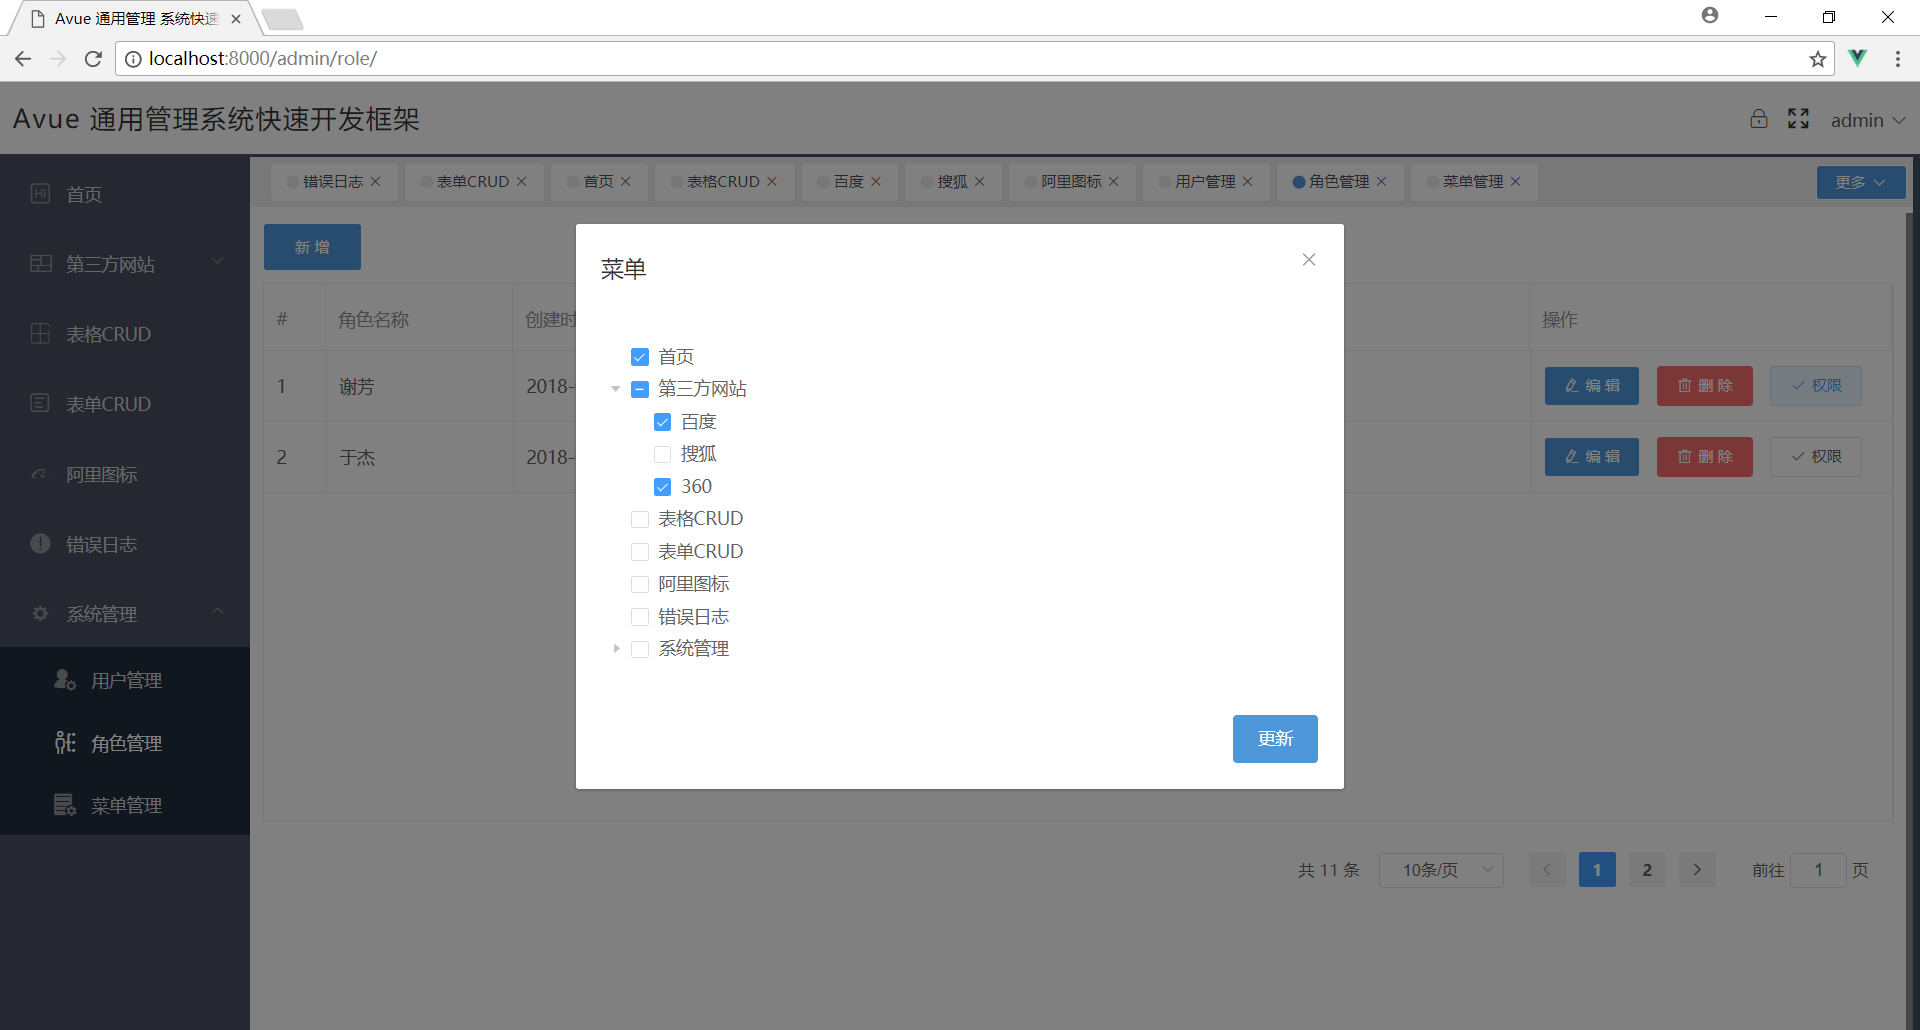 Avue 通用管理 系统快速
localhost:8000/admin/role/
Avue 通用管理系统快速开发框架
admin
首页
第三方网站
表格CRUD
表单CRUD
阿里图标
错误日志
系统管理
用户管理
角色管理
菜单管理
错误日志 表单CRUD 首页 表格CRUD 百度 搜狐 阿里图标 用户管理 角色管理 菜单管理 更多
新 增
# 角色名称 创建时 操作
1 谢芳 2018- 编 辑 删 除 权限
2 于杰 2018- 编 辑 删 除 权限
菜单
首页
第三方网站
百度
搜狐
360
表格CRUD
表单CRUD
阿里图标
错误日志
系统管理
更新
共 11 条 10条/页 1 2 前往 1 页